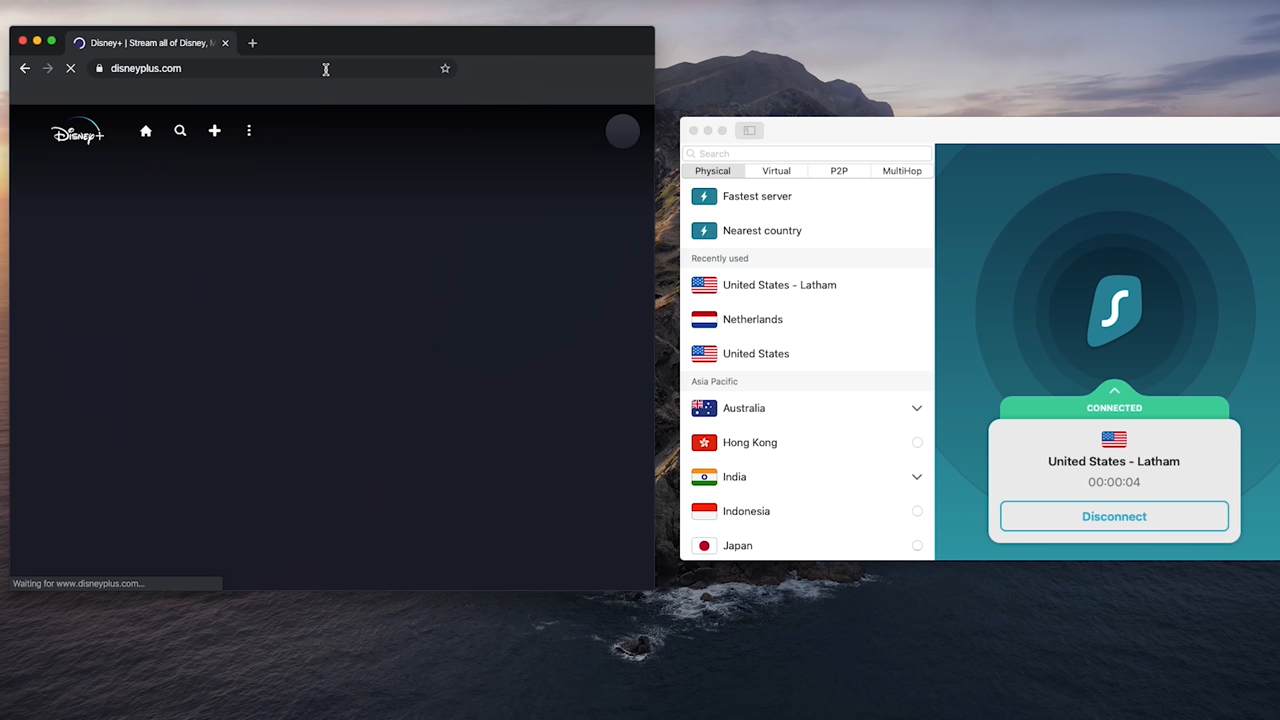 Disney+ | Stream all of Disney,
disneyplus.com
Disney+
Waiting for www.disneyplus.com...
Search
Physical
Virtual
P2P
MultiHop
Fastest server
Nearest country
Recently used
United States - Latham
Netherlands
United States
Asia Pacific
Australia
Hong Kong
India
Indonesia
Japan
CONNECTED
United States - Latham
00:00:04
Disconnect